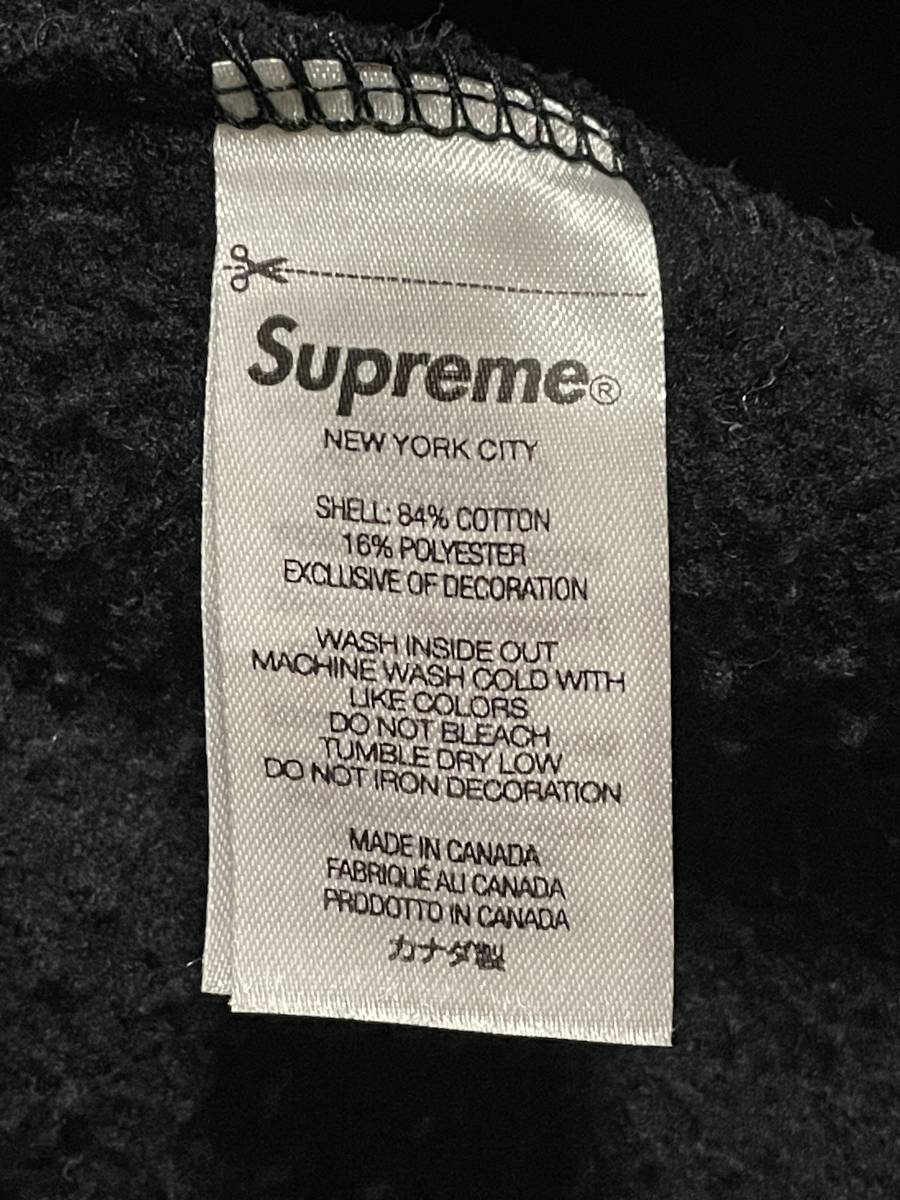 Supreme®
NEW YORK CITY
SHELL: 84% COTTON
16% POLYESTER
EXCLUSIVE OF DECORATION
WASH INSIDE OUT
MACHINE WASH COLD WITH
LIKE COLORS
DO NOT BLEACH
TUMBLE DRY LOW
DO NOT IRON DECORATION
MADE IN CANADA
FABRIQUÉ AU CANADA
PRODOTTO IN CANADA
カナダ製